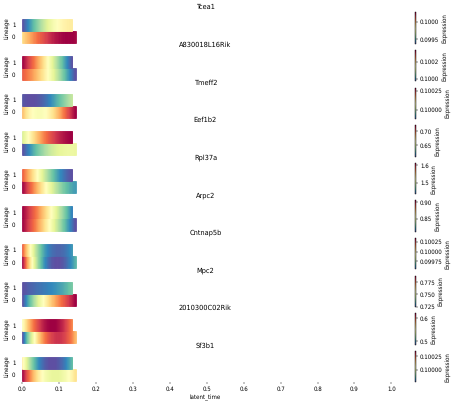 Tcea1
Lineage
1
0
0.1000
0.0995
Expression
A830018L16Rik
Lineage
1
0
0.1002
0.1000
Expression
Tmeff2
Lineage
1
0
0.10025
0.10000
Expression
Eef1b2
Lineage
1
0
0.70
0.65
Expression
Rpl37a
Lineage
1
0
1.6
1.5
Expression
Arpc2
Lineage
1
0
0.90
0.85
Expression
Cntnap5b
Lineage
1
0
0.10025
0.10000
0.09975
Expression
Mpc2
Lineage
1
0
0.775
0.750
0.725
Expression
2010300C02Rik
Lineage
1
0
0.6
0.5
Expression
Sf3b1
Lineage
1
0
0.10025
0.10000
Expression
0.0 0.1 0.2 0.3 0.4 0.5 0.6 0.7 0.8 0.9 1.0
latent_time